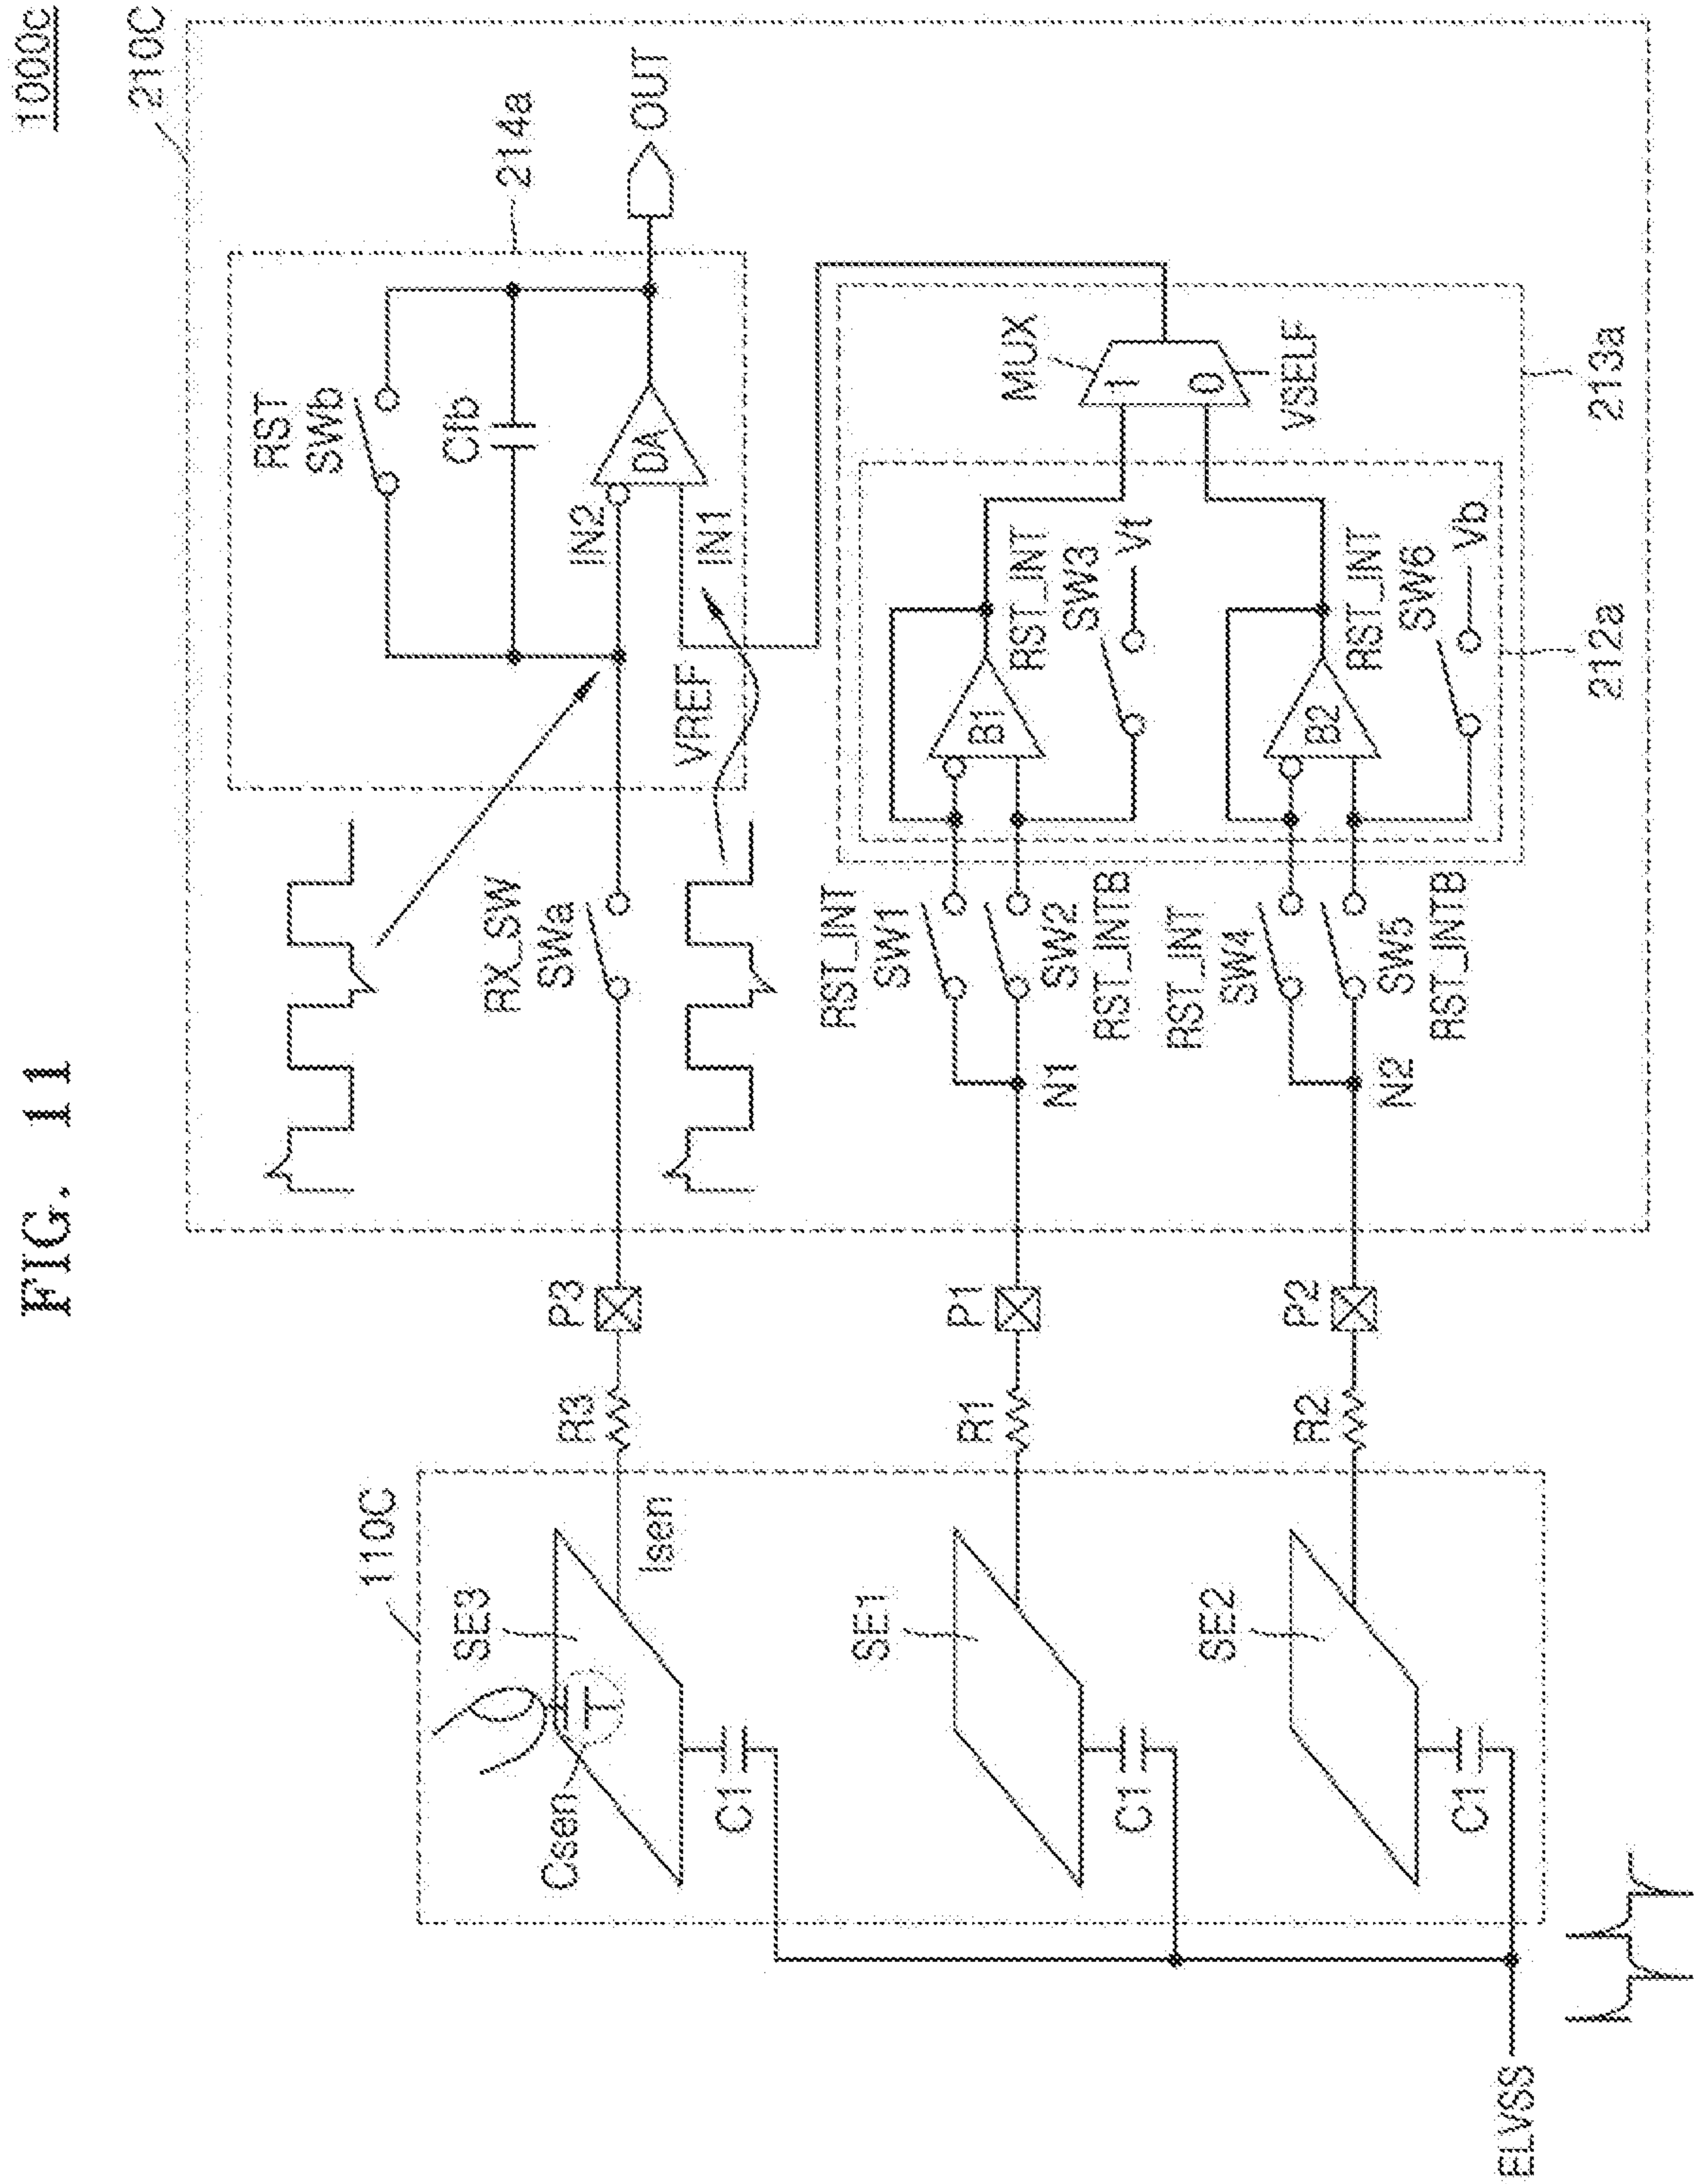 FIG. 11
1000c
210C
214a
RST
SWb
Cfb
IN2
DA
IN1
OUT
VREF
RX_SW
SWa
P3
R3
110C
SE3
Isen
Csen
C1
MUX
1
0
VSELF
213a
212a
RST_INT
SW1
SW2
RST_INTB
N1
B1
RST_INT
SW3
Vt
P1
R1
SE1
C1
RST_INT
SW4
SW5
RST_INTB
N2
B2
RST_INT
SW6
Vb
P2
R2
SE2
C1
ELVSS